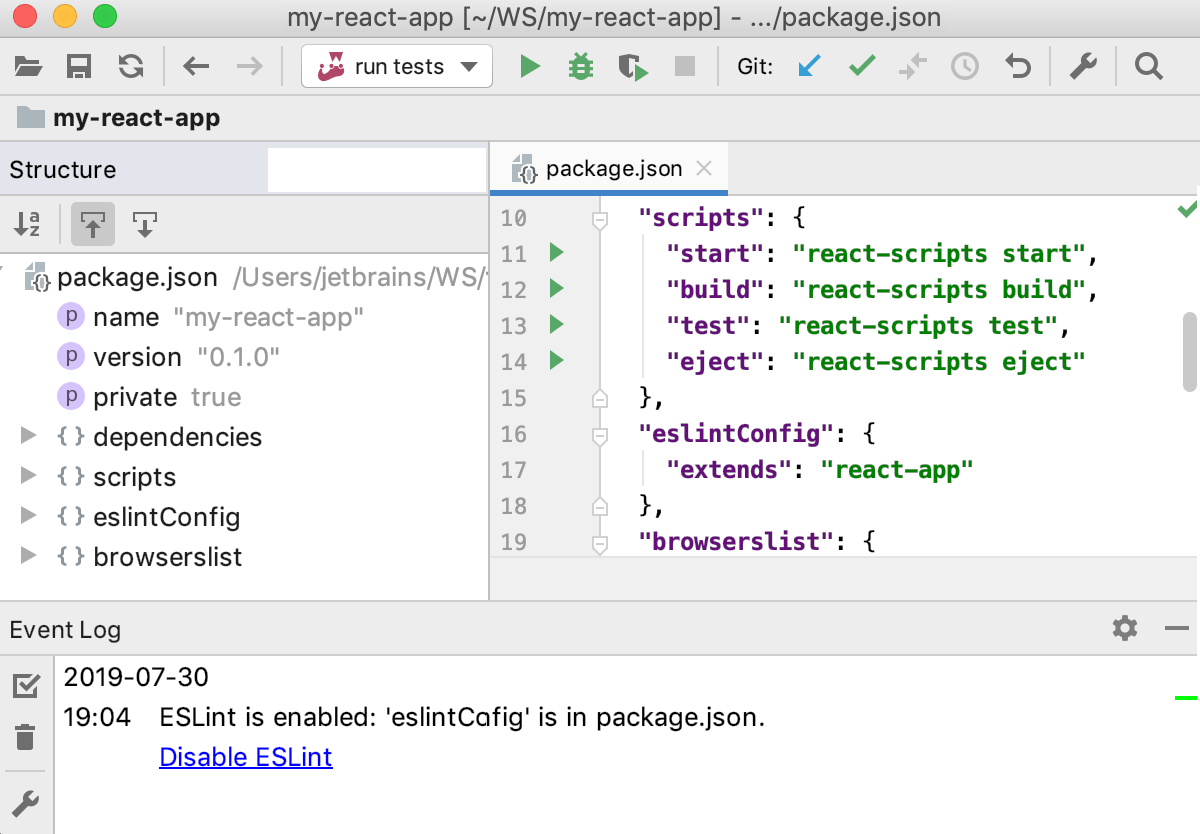 my-react-app [~/WS/my-react-app] - .../package.json
run tests
Git:
my-react-app
Structure
package.json
package.json /Users/jetbrains/WS/
p name "my-react-app"
p version "0.1.0"
p private true
{} dependencies
{} scripts
{} eslintConfig
{} browserslist
10 "scripts": {
11 "start": "react-scripts start",
12 "build": "react-scripts build",
13 "test": "react-scripts test",
14 "eject": "react-scripts eject"
15 },
16 "eslintConfig": {
17 "extends": "react-app"
18 },
19 "browserslist": {
Event Log
2019-07-30
19:04 ESLint is enabled: 'eslintCɑfig' is in package.json.
Disable ESLint